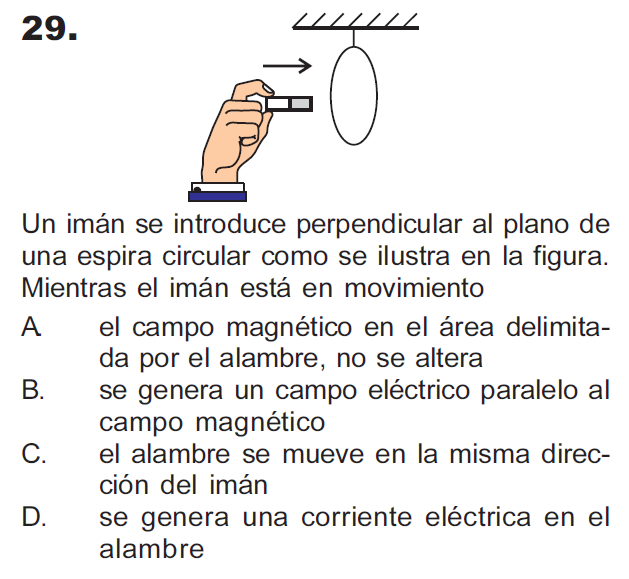 29.
Un imán se introduce perpendicular al plano de
una espira circular como se ilustra en la figura.
Mientras el imán está en movimiento
A. el campo magnético en el área delimita-
da por el alambre, no se altera
B. se genera un campo eléctrico paralelo al
campo magnético
C. el alambre se mueve en la misma direc-
ción del imán
D. se genera una corriente eléctrica en el
alambre